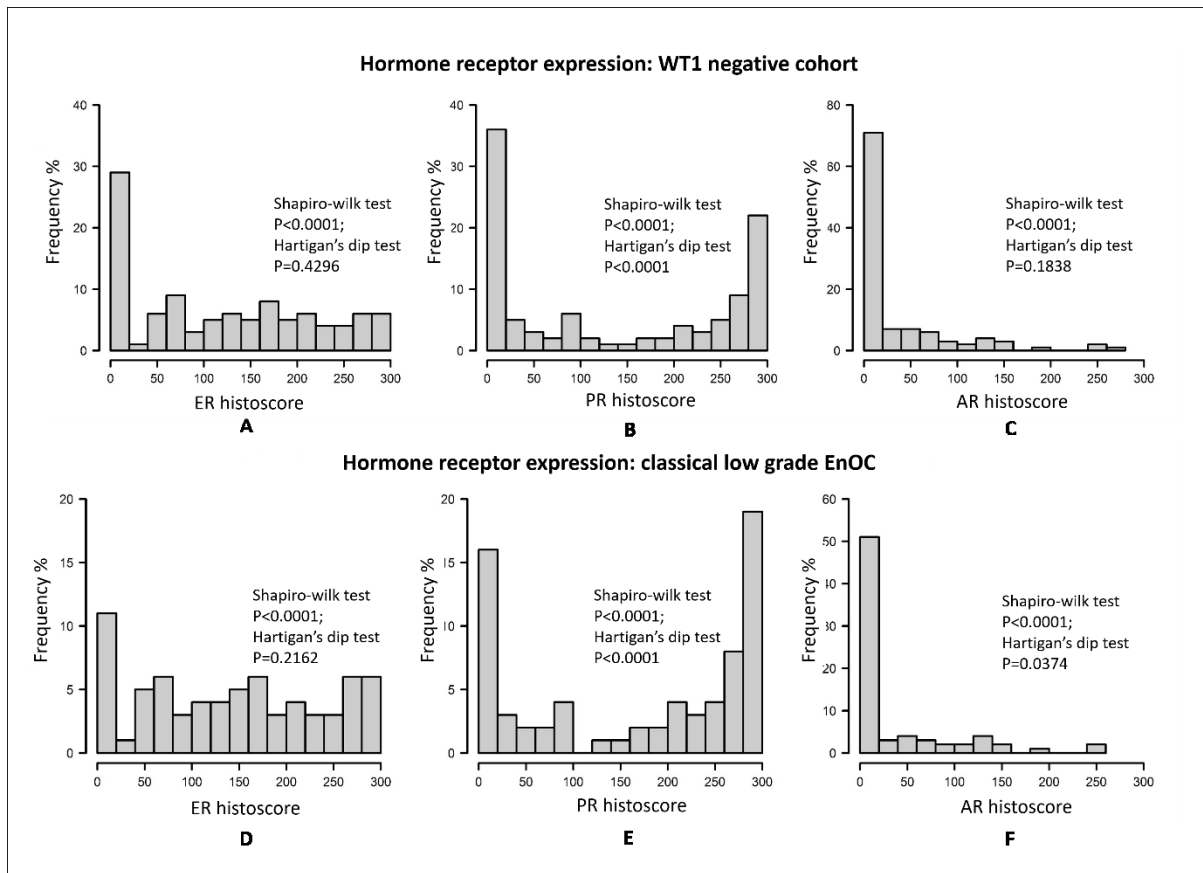 Hormone receptor expression: WT1 negative cohort
Frequency %
40
30
20
10
0
Shapiro-wilk test
P<0.0001;
Hartigan's dip test
P=0.4296
0 50 100 150 200 250 300
ER histoscore
A
Frequency %
40
30
20
10
0
Shapiro-wilk test
P<0.0001;
Hartigan's dip test
P<0.0001
0 50 100 150 200 250 300
PR histoscore
B
Frequency %
80
60
40
20
0
Shapiro-wilk test
P<0.0001;
Hartigan's dip test
P=0.1838
0 50 100 150 200 250 300
AR histoscore
C
Hormone receptor expression: classical low grade EnOC
Frequency %
20
15
10
5
0
Shapiro-wilk test
P<0.0001;
Hartigan's dip test
P=0.2162
0 50 100 150 200 250 300
ER histoscore
D
Frequency %
20
15
10
5
0
Shapiro-wilk test
P<0.0001;
Hartigan's dip test
P<0.0001
0 50 100 150 200 250 300
PR histoscore
E
Frequency %
60
50
40
30
20
10
0
Shapiro-wilk test
P<0.0001;
Hartigan's dip test
P=0.0374
0 50 100 150 200 250 300
AR histoscore
F